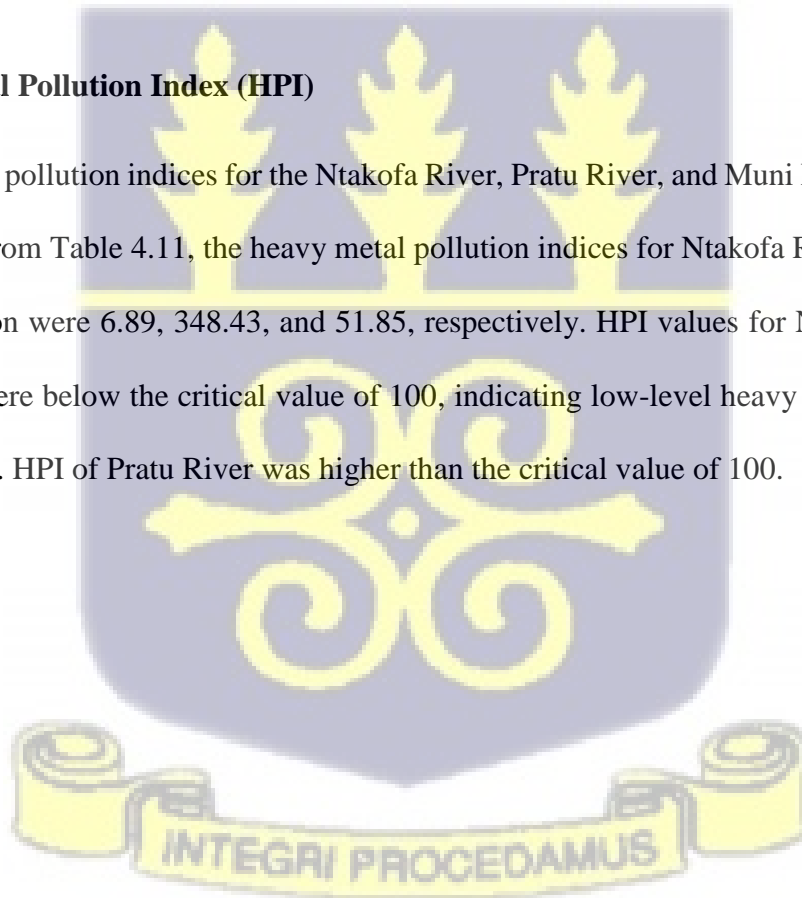 l Pollution Index (HPI)
pollution indices for the Ntakofa River, Pratu River, and Muni
rom Table 4.11, the heavy metal pollution indices for Ntakofa
on were 6.89, 348.43, and 51.85, respectively. HPI values for
ere below the critical value of 100, indicating low-level heavy
. HPI of Pratu River was higher than the critical value of 100.
INTEGRI PROCEDAMUS